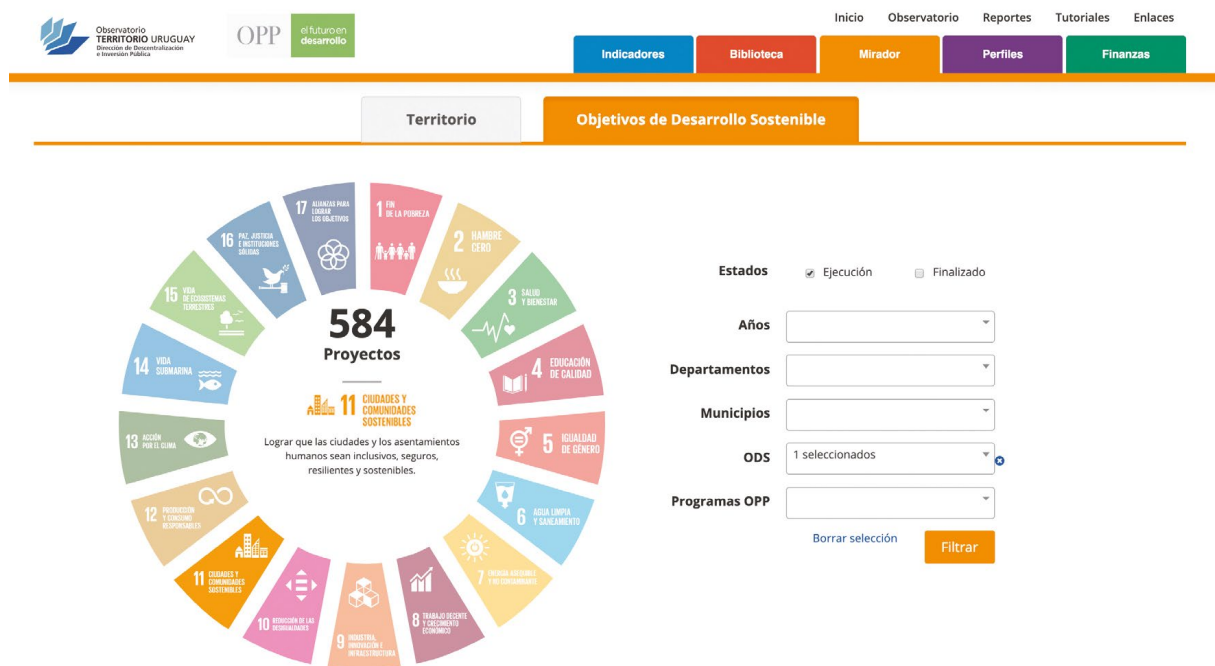 Observatorio
TERRITORIO URUGUAY
Dirección de Descentralización
e Inversión Pública
OPP
el futuro en
desarrollo
Inicio Observatorio Reportes Tutoriales Enlaces
Indicadores Biblioteca Mirador Perfiles Finanzas
Territorio Objetivos de Desarrollo Sostenible
1 FIN
DE LA POBREZA
2 HAMBRE
CERO
3 SALUD
Y BIENESTAR
4 EDUCACIÓN
DE CALIDAD
5 IGUALDAD
DE GÉNERO
6 AGUA LIMPIA
Y SANEAMIENTO
7 ENERGÍA ASEQUIBLE
Y NO CONTAMINANTE
8 TRABAJO DECENTE
Y CRECIMIENTO
ECONÓMICO
9 INDUSTRIA,
INNOVACIÓN E
INFRAESTRUCTURA
10 REDUCCIÓN DE LAS
DESIGUALDADES
11 CIUDADES Y
COMUNIDADES
SOSTENIBLES
12 PRODUCCIÓN
Y CONSUMO
RESPONSABLES
13 ACCIÓN
POR EL CLIMA
14 VIDA
SUBMARINA
15 VIDA
DE ECOSISTEMAS
TERRESTRES
16 PAZ, JUSTICIA
E INSTITUCIONES
SÓLIDAS
17 ALIANZAS PARA
LOGRAR
LOS OBJETIVOS
584
Proyectos
11 CIUDADES Y
COMUNIDADES
SOSTENIBLES
Lograr que las ciudades y los asentamientos
humanos sean inclusivos, seguros,
resilientes y sostenibles.
Estados Ejecución Finalizado
Años
Departamentos
Municipios
ODS 1 seleccionados
Programas OPP
Borrar selección Filtrar